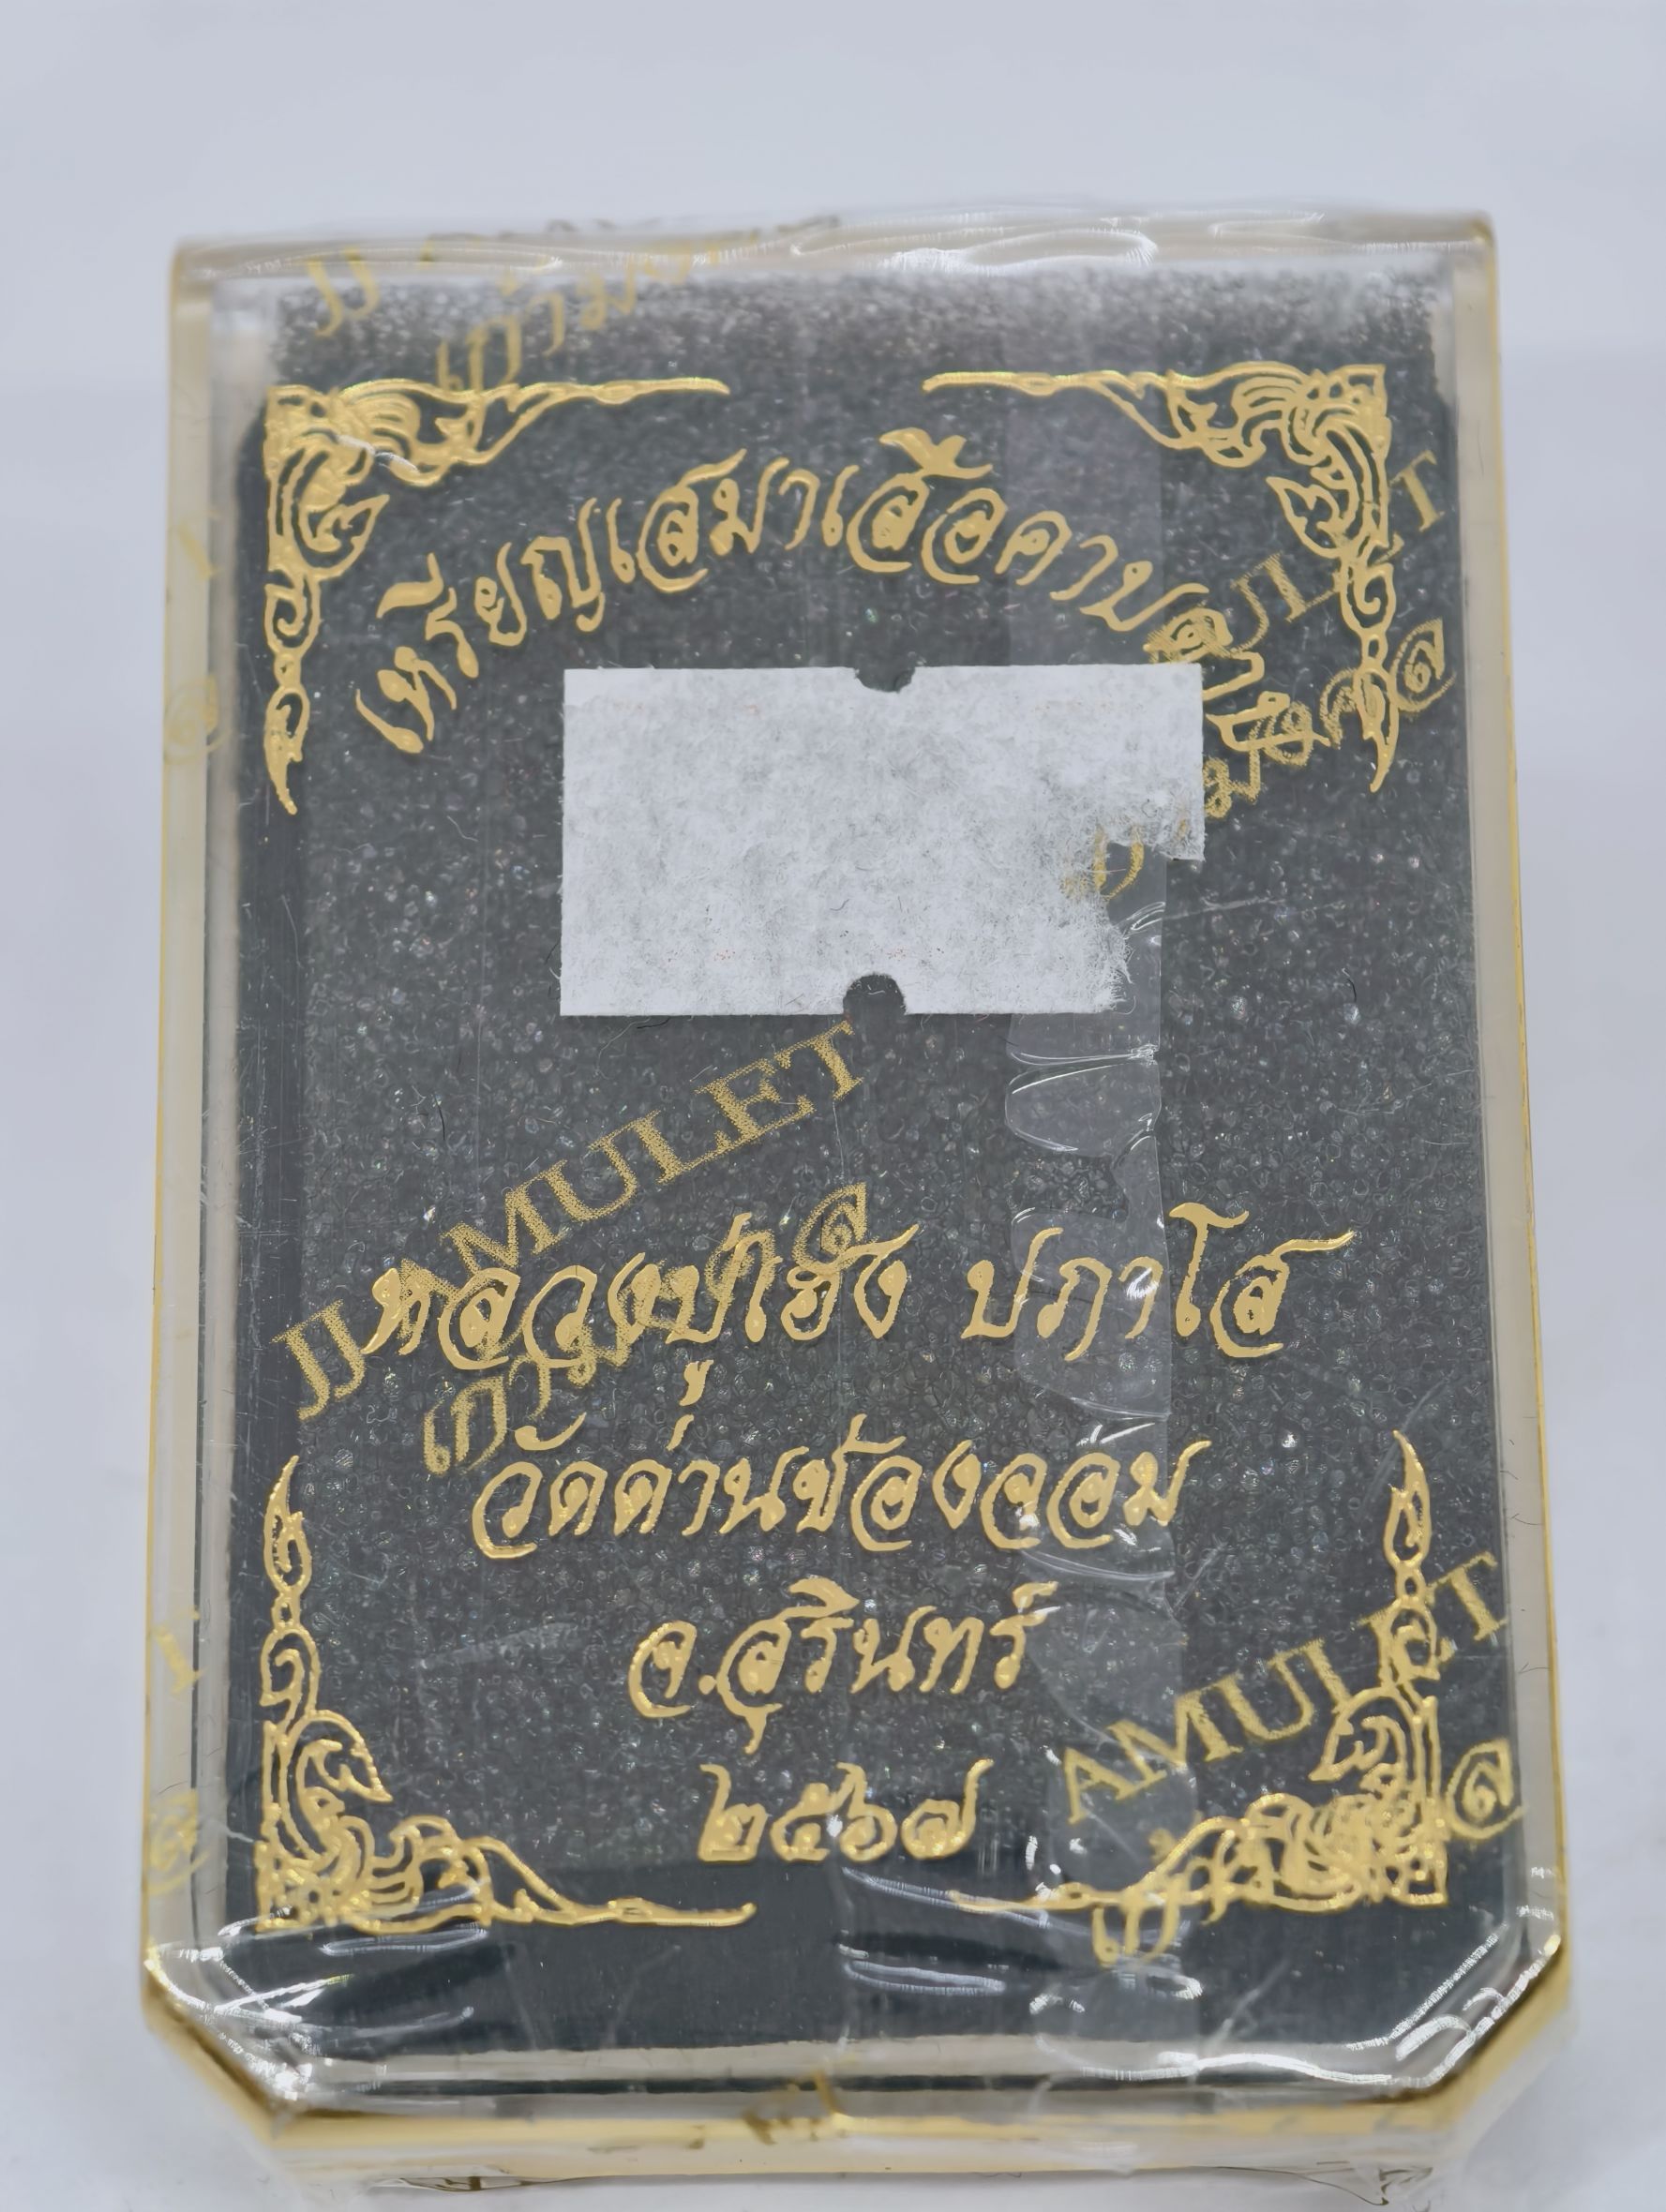 เหรียญเสมาเสือคาบดาบ
JJ AMULET
หลวงปู่เฮง ปภาโส
วัดด่านช่องจอม
จ.สุรินทร์
AMULET
๒๕๖๗